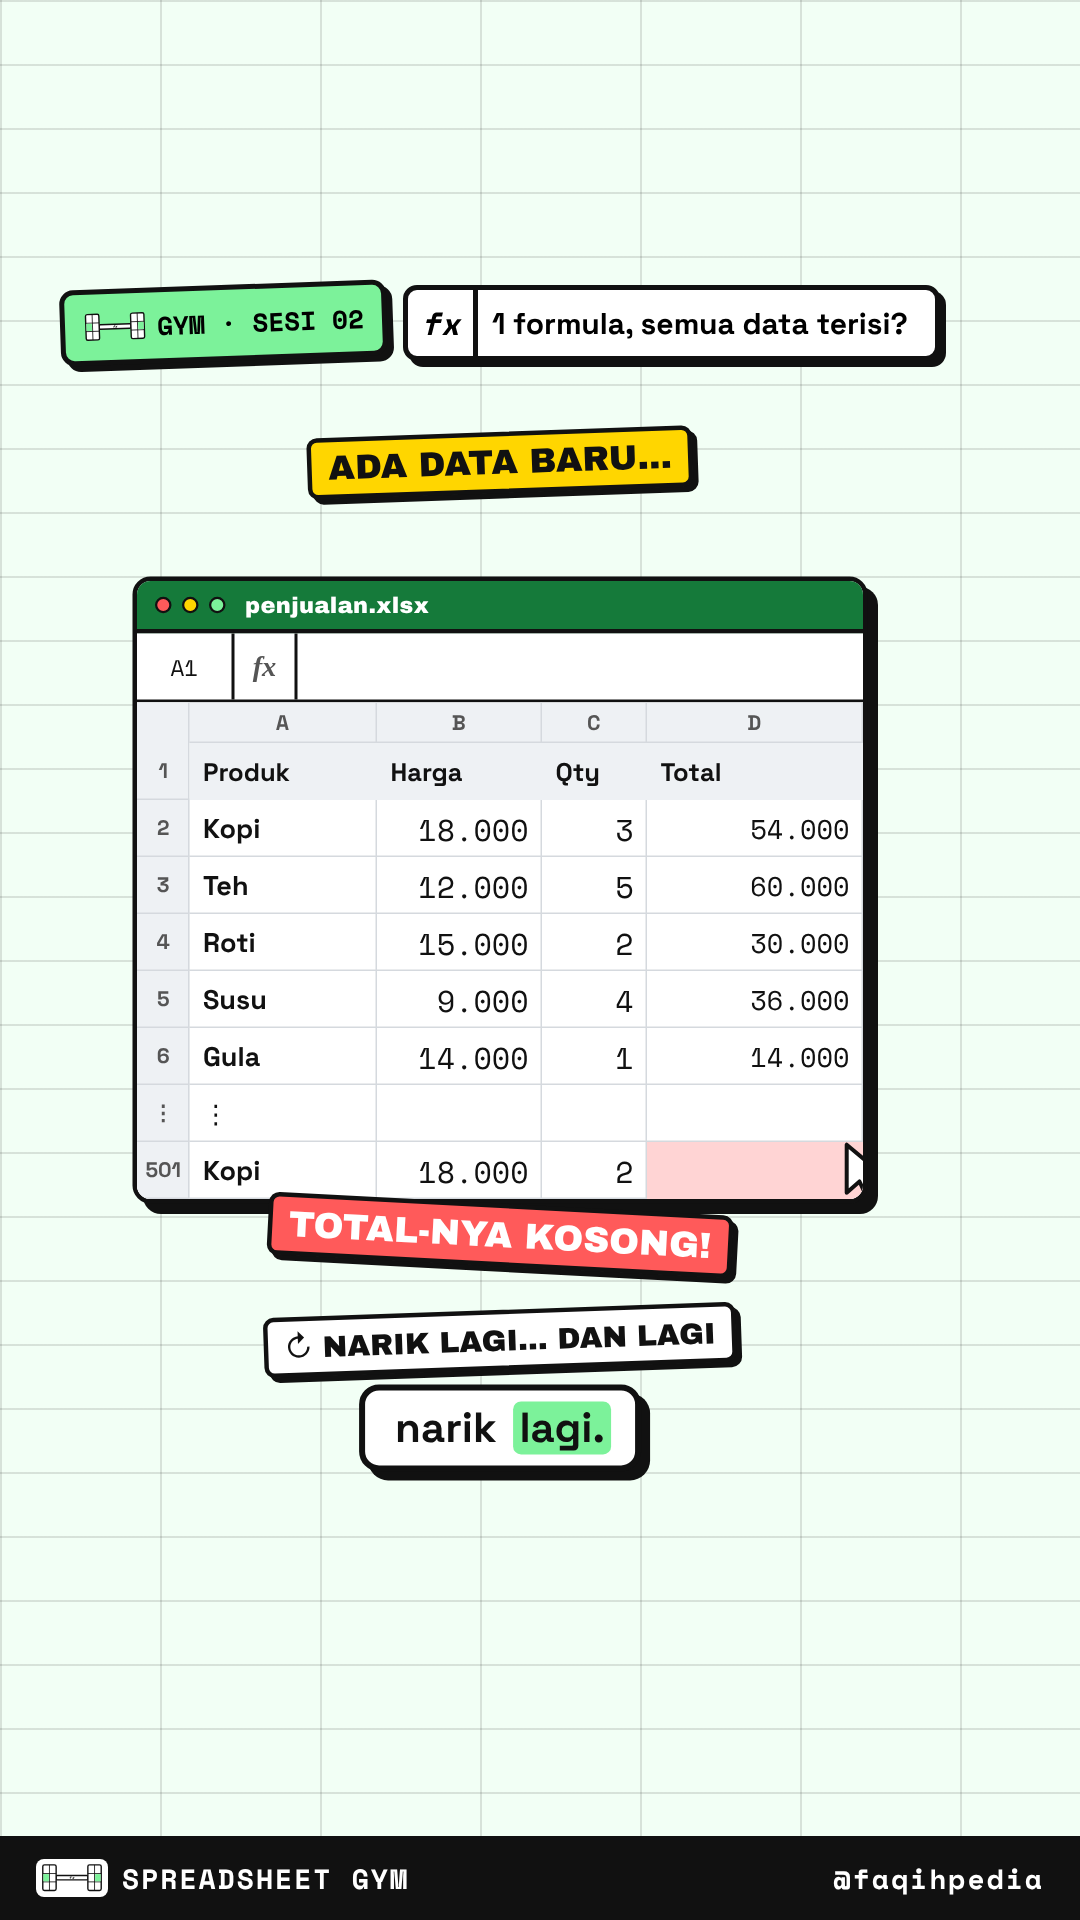 GYM · SESI 02
fx 1 formula, semua data terisi?
ADA DATA BARU...
penjualan.xlsx
A1 fx
A B C D
1 Produk Harga Qty Total
2 Kopi 18.000 3 54.000
3 Teh 12.000 5 60.000
4 Roti 15.000 2 30.000
5 Susu 9.000 4 36.000
6 Gula 14.000 1 14.000
⋮ ⋮
501 Kopi 18.000 2
TOTAL-NYA KOSONG!
↻ NARIK LAGI... DAN LAGI
narik lagi.
SPREADSHEET GYM
@faqihpedia